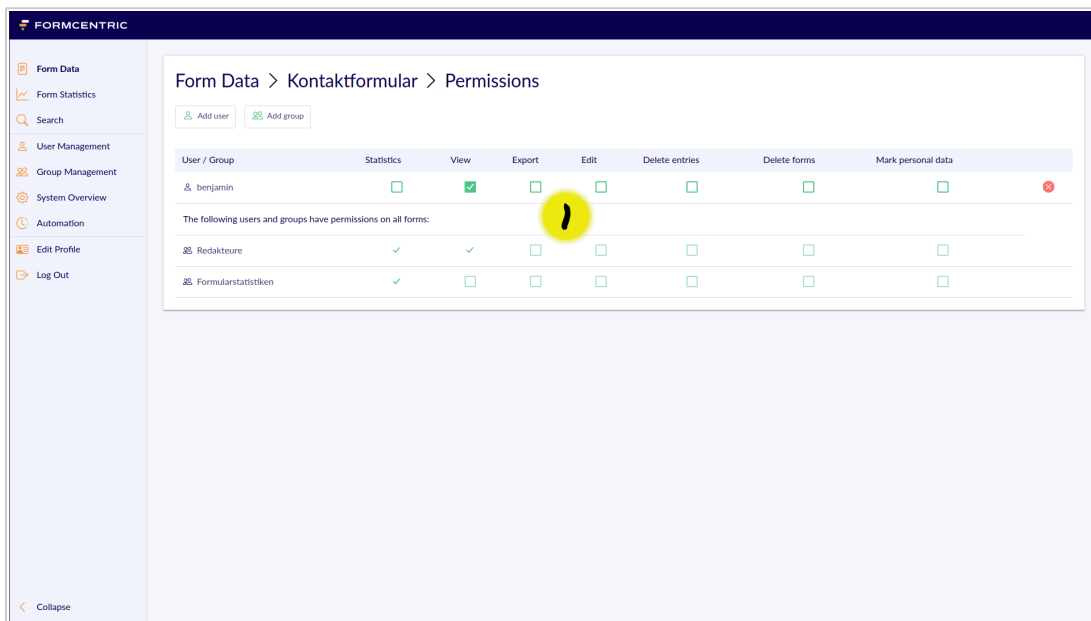 FORMCENTRIC
Form Data
Form Statistics
Search
User Management
Group Management
System Overview
Automation
Edit Profile
Log Out
Collapse
Form Data > Kontaktformular > Permissions
Add user Add group
User / Group Statistics View Export Edit Delete entries Delete forms Mark personal data
benjamin
1
The following users and groups have permissions on all forms:
Redakteure
Formularstatistiken